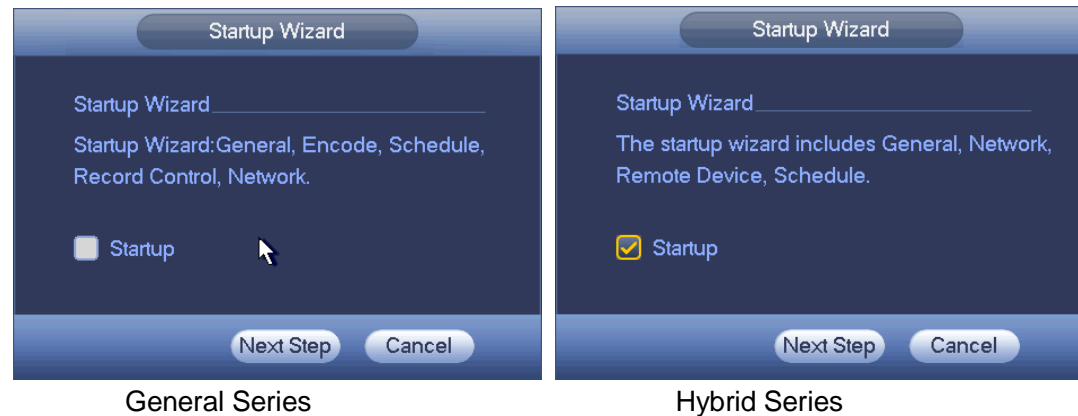 Startup Wizard
Startup Wizard
Startup Wizard:General, Encode, Schedule,
Record Control, Network.
Startup
Next Step Cancel
General Series
Startup Wizard
Startup Wizard
The startup wizard includes General, Network,
Remote Device, Schedule.
Startup
Next Step Cancel
Hybrid Series